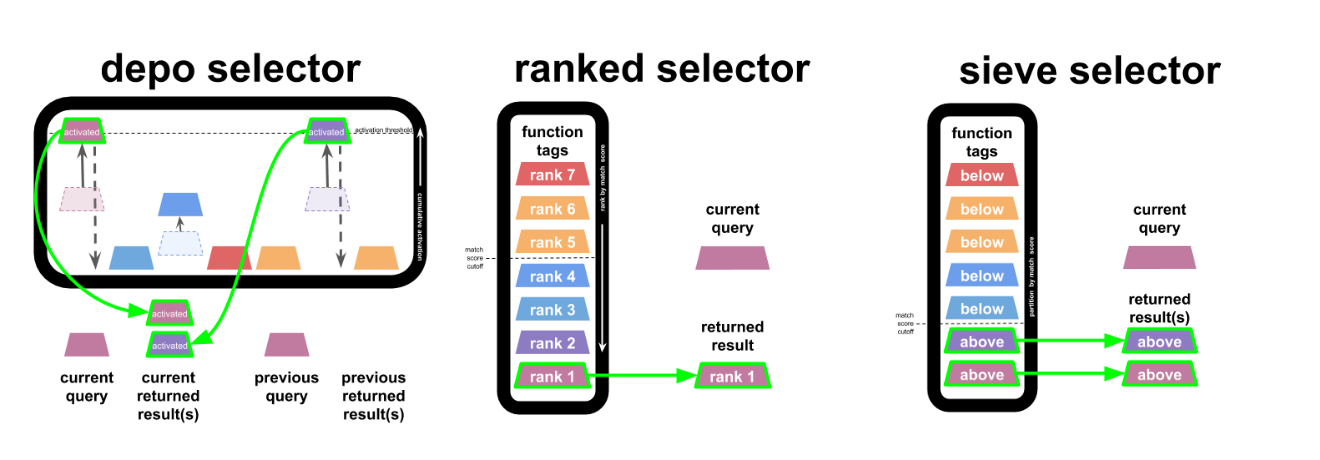 depo selector
activated
activated
activation threshold
cumulative activation
activated
activated
current
query
current
returned
result(s)
previous
query
previous
returned
result(s)
ranked selector
function
tags
rank 7
rank 6
rank 5
rank 4
rank 3
rank 2
rank 1
rank by match score
match
score
cutoff
current
query
returned
result
rank 1
sieve selector
function
tags
below
below
below
below
below
above
above
partition by match score
match
score
cutoff
current
query
returned
result(s)
above
above